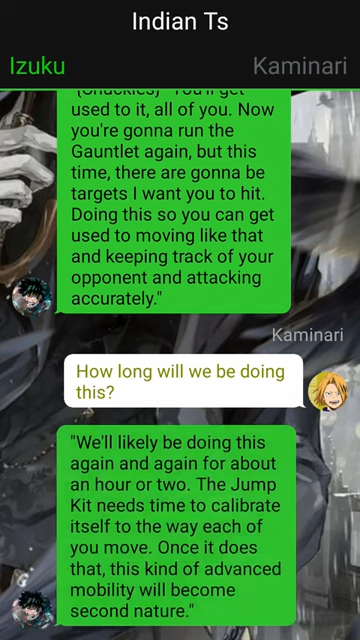 Indian Ts
Izuku
Kaminari
(Chuckles) "You'll get
used to it, all of you. Now
you're gonna run the
Gauntlet again, but this
time, there are gonna be
targets I want you to hit.
Doing this so you can get
used to moving like that
and keeping track of your
opponent and attacking
accurately."
Kaminari
How long will we be doing
this?
"We'll likely be doing this
again and again for about
an hour or two. The Jump
Kit needs time to calibrate
itself to the way each of
you move. Once it does
that, this kind of advanced
mobility will become
second nature."